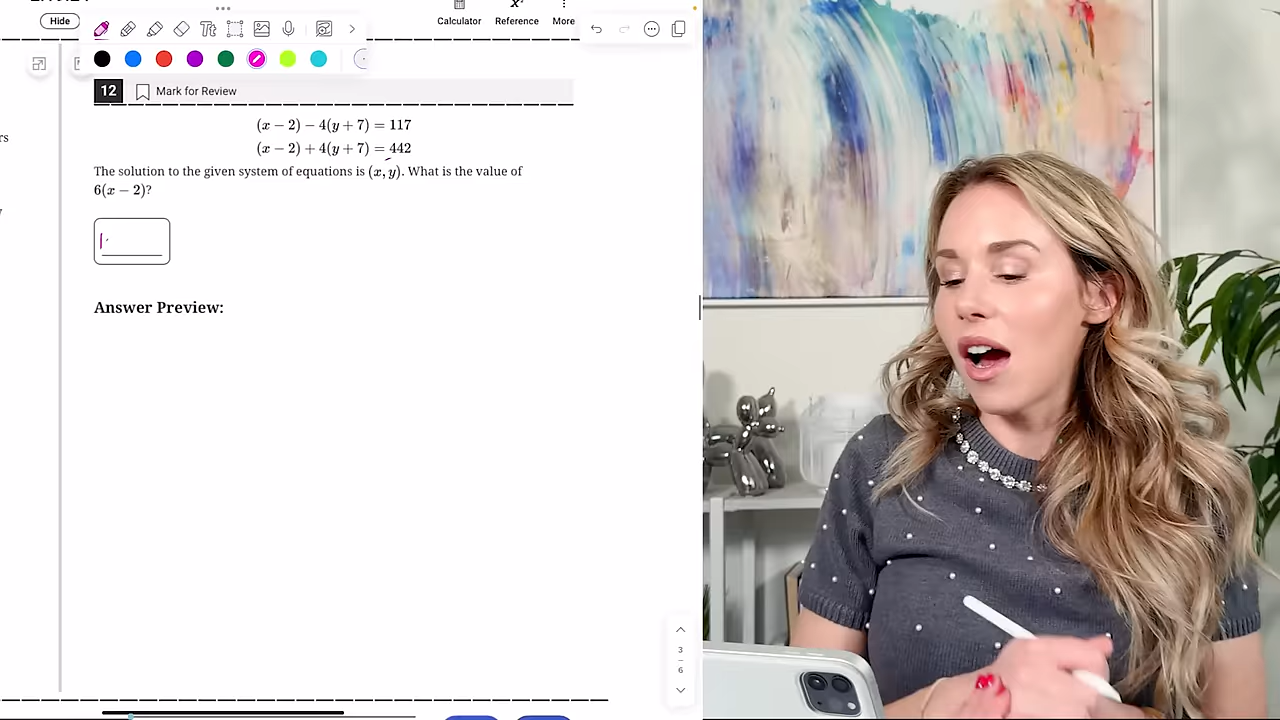 Hide
Calculator Reference More
12 Mark for Review
(x − 2) − 4(y + 7) = 117
(x − 2) + 4(y + 7) = 442
The solution to the given system of equations is (x, y). What is the value of
6(x − 2)?
Answer Preview:
3
6